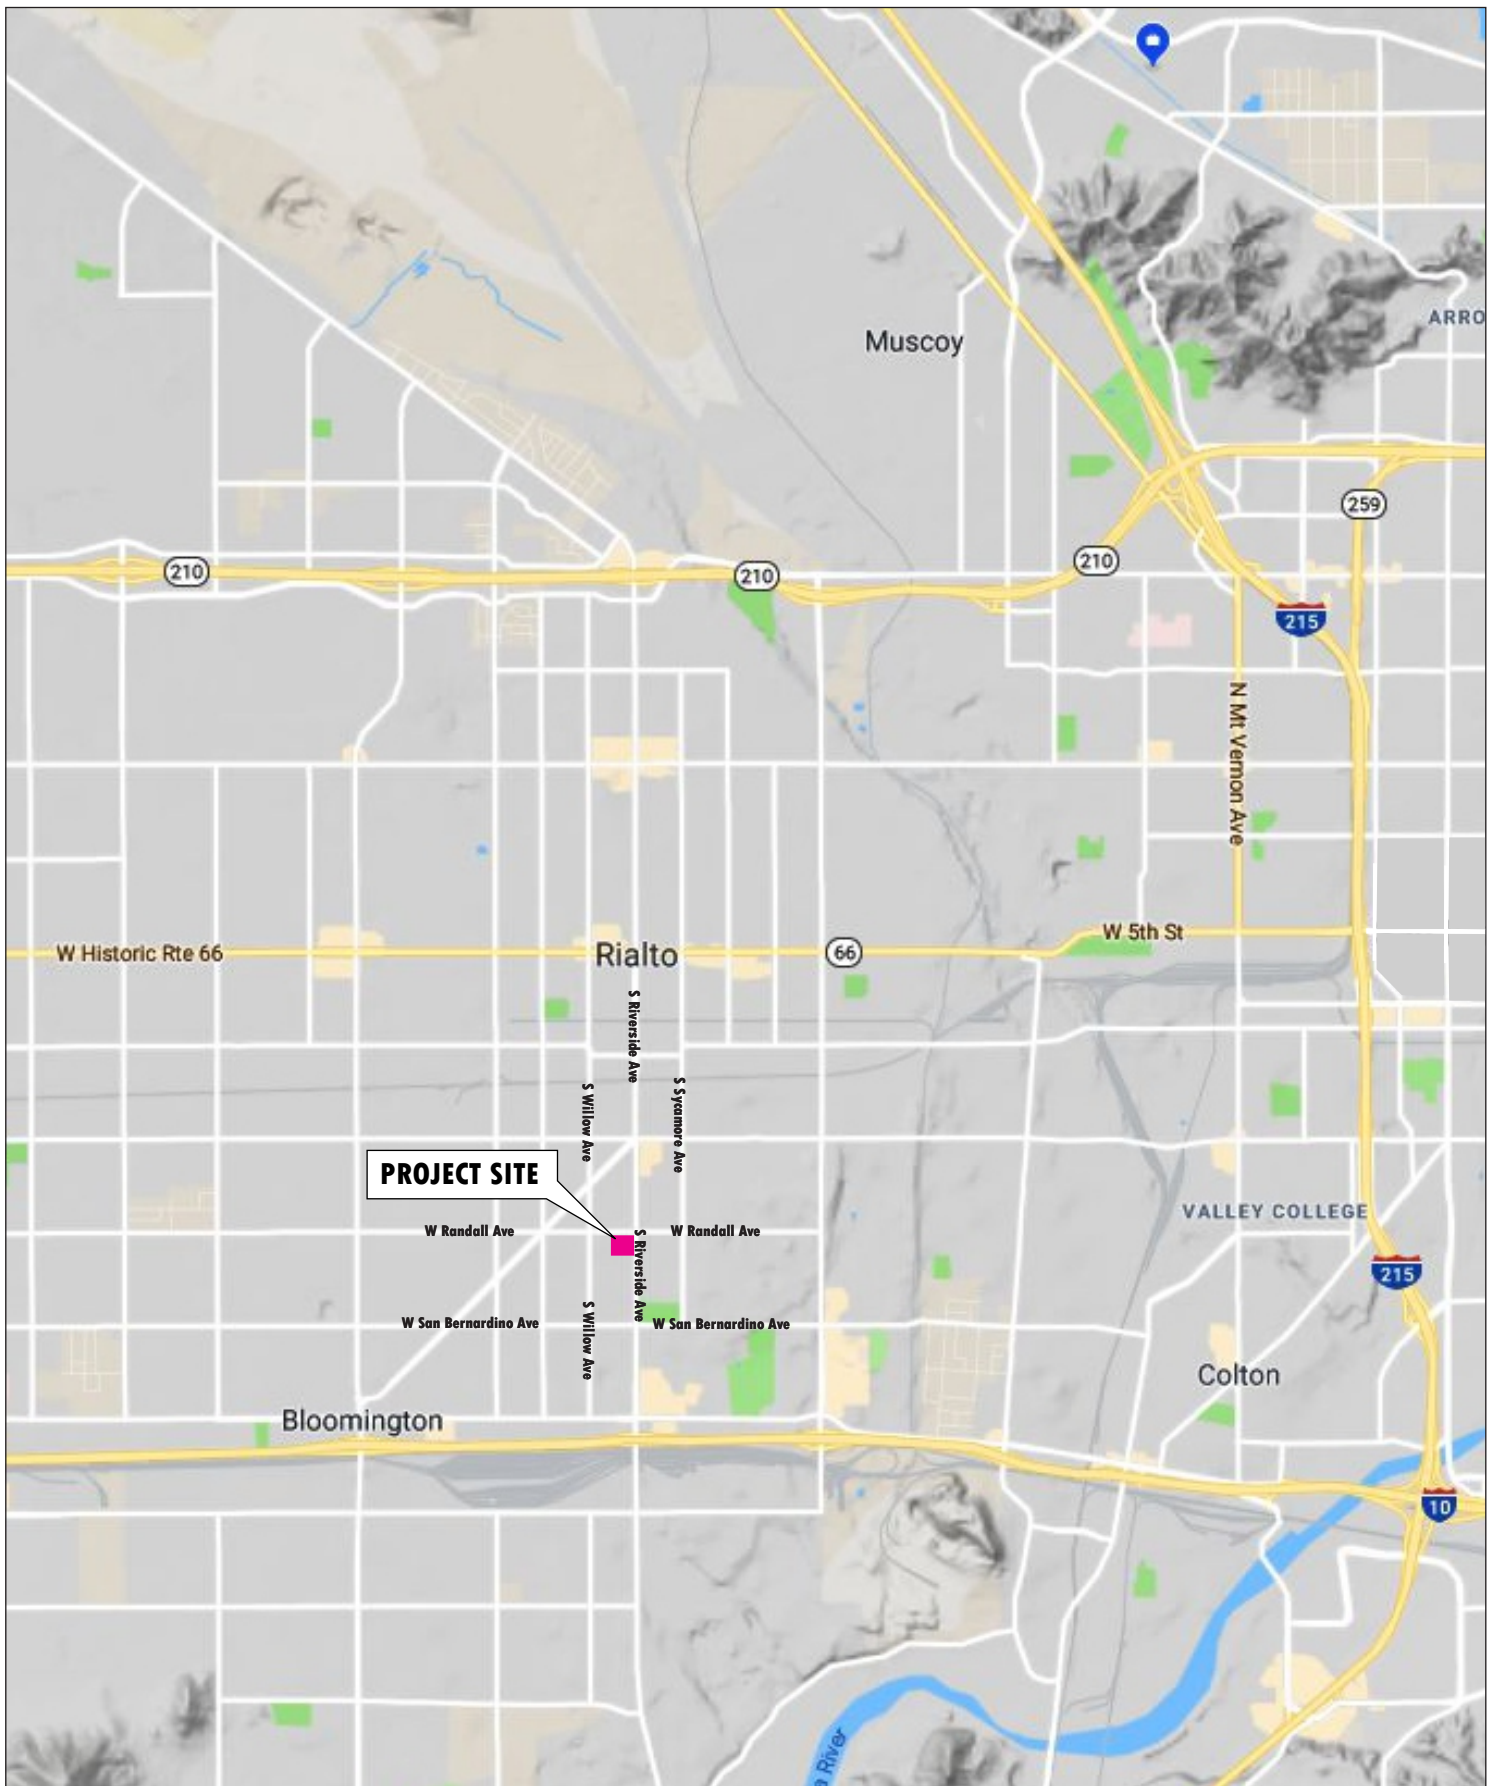 Muscoy
ARRO
259
210
210
210
215
N Mt Vernon Ave
W 5th St
W Historic Rte 66
Rialto
66
S Riverside Ave
S Willow Ave
S Sycamore Ave
PROJECT SITE
VALLEY COLLEGE
W Randall Ave
W Randall Ave
S Riverside Ave
215
S Willow Ave
W San Bernardino Ave
W San Bernardino Ave
Colton
Bloomington
10
River